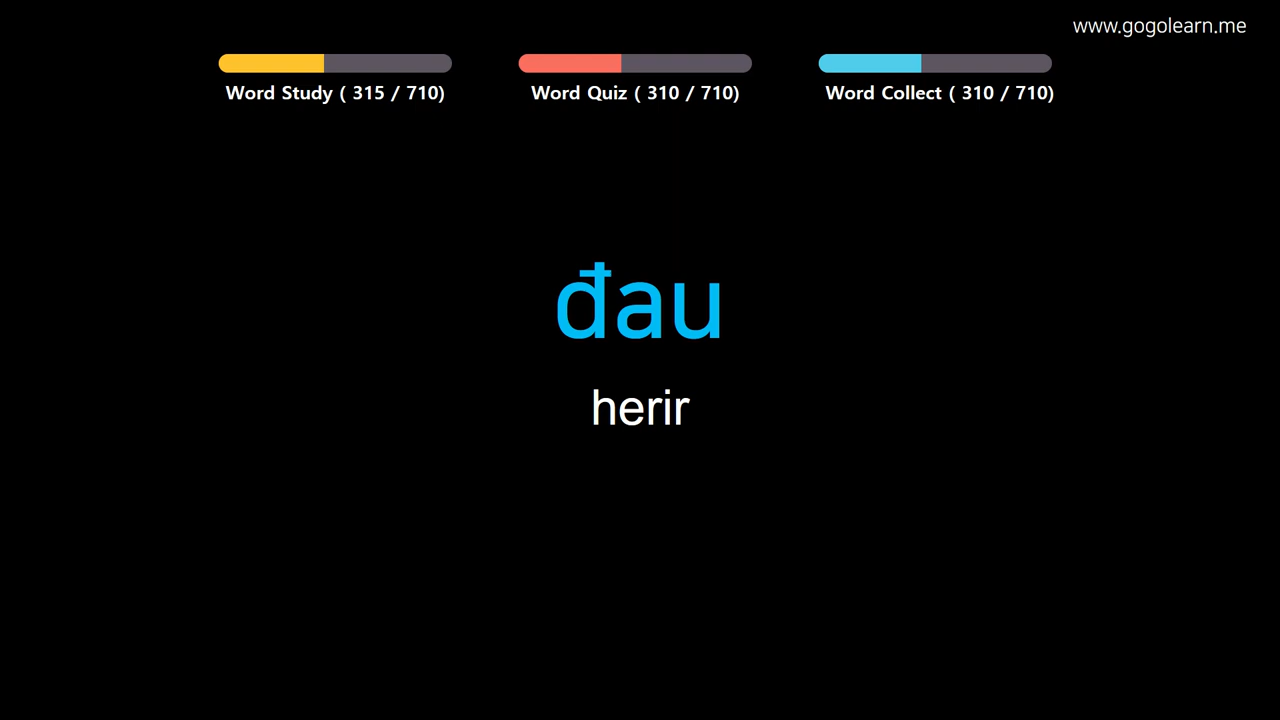 www.gogolearn.me
Word Study ( 315 / 710)
Word Quiz ( 310 / 710)
Word Collect ( 310 / 710)
đau
herir